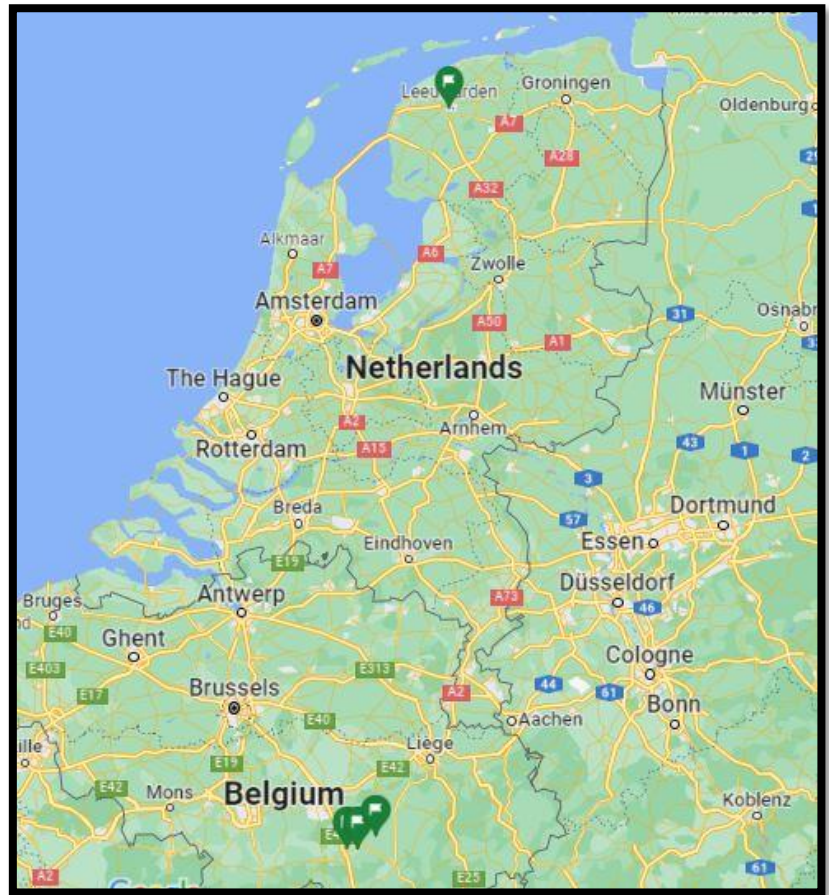 Leeuwarden
Groningen
Oldenburg
A7
A28
A32
Alkmaar
A6
A7
Zwolle
Amsterdam
A50
31
A1
Osnab
Netherlands
The Hague
Münster
A2
Arnhem
Rotterdam
A15
43
1
2
3
Breda
57
Dortmund
Eindhoven
Essen
E19
Bruges
Antwerp
A73
Düsseldorf
46
E40
Ghent
E403
E313
Cologne
E17
Brussels
A2
44
61
Bonn
E40
Aachen
ille
E19
Liège
E42
E42
Mons
Belgium
Koblenz
A2
E25
61